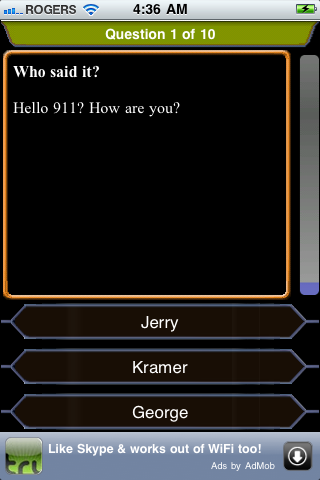 ROGERS 4:36 AM
Question 1 of 10
Who said it?
Hello 911? How are you?
Jerry
Kramer
George
Like Skype & works out of WiFi too!
Ads by AdMob